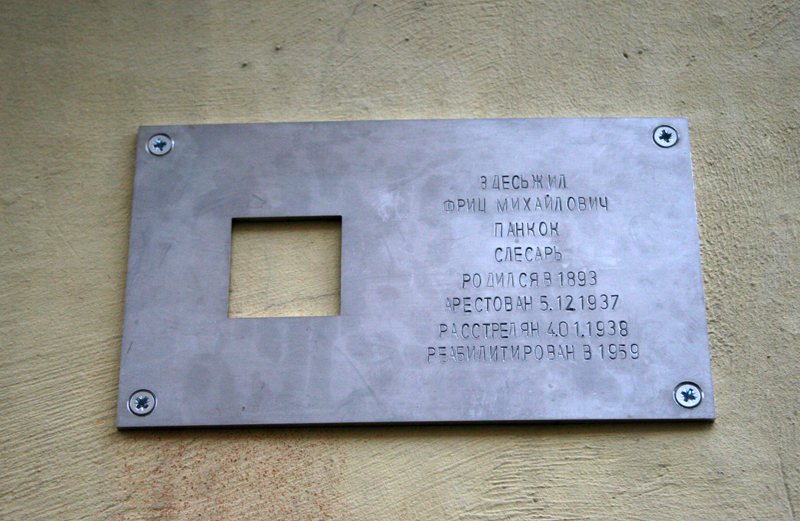 ЗДЕСЬ ЖИЛ
ФРИЦ МИХАЙЛОВИЧ
ПАНКОК
СЛЕСАРЬ
РОДИЛСЯ В 1893
АРЕСТОВАН 5.12.1937
РАССТРЕЛЯН 4.01.1938
РЕАБИЛИТИРОВАН В 1959